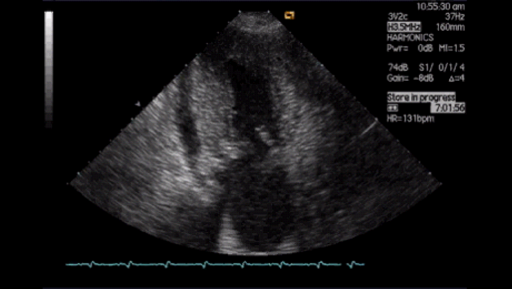 10:55:30 am
3V2c 37Hz
H3.5MHz 160mm
HARMONICS
Pwr= 0dB MI=1.5
74dB S1/ 0/1/4
Gain= -8dB Δ=4
Store in progress
7:01:56
HR=131bpm